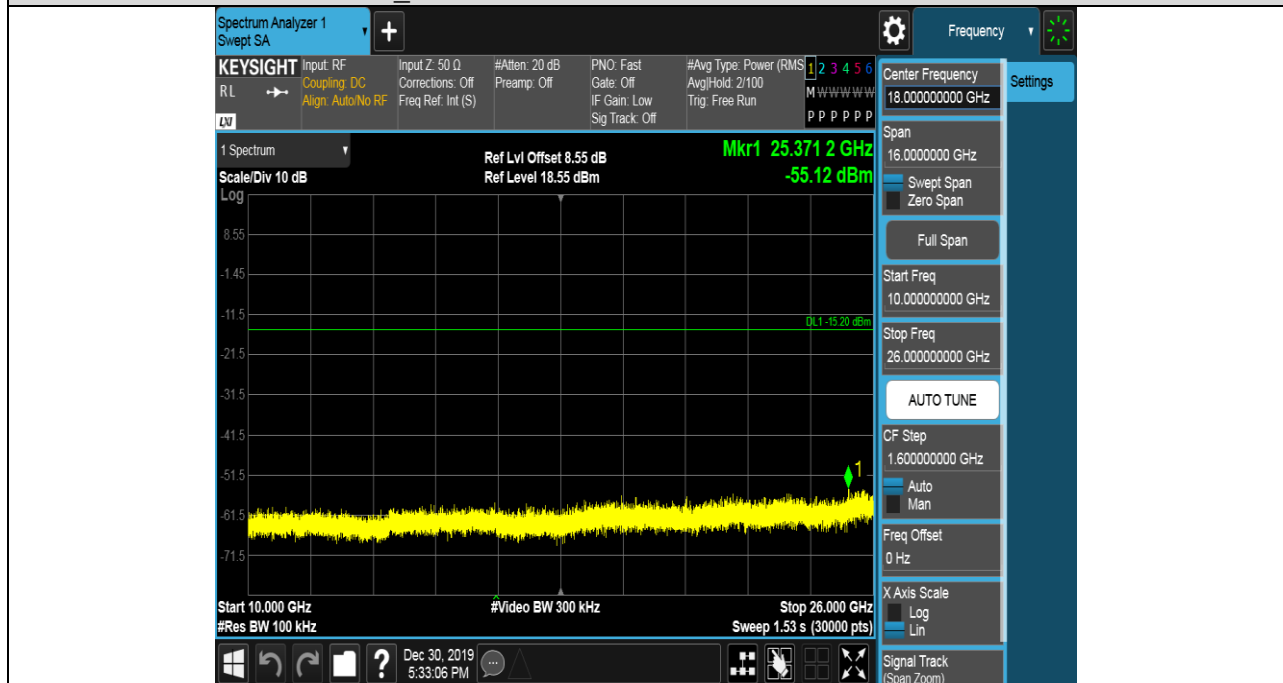 Spectrum Analyzer 1
Swept SA
+
Frequency
KEYSIGHT
RL
LXI
Input: RF
Coupling: DC
Align: Auto/No RF
Input Z: 50 Ω
Corrections: Off
Freq Ref: Int (S)
#Atten: 20 dB
Preamp: Off
PNO: Fast
Gate: Off
IF Gain: Low
Sig Track: Off
#Avg Type: Power (RMS
Avg|Hold: 2/100
Trig: Free Run
1 2 3 4 5 6
M W W W W W
P P P P P P
Center Frequency
18.000000000 GHz
Settings
1 Spectrum
Scale/Div 10 dB
Log
Ref Lvl Offset 8.55 dB
Ref Level 18.55 dBm
Mkr1 25.371 2 GHz
-55.12 dBm
8.55
-1.45
-11.5
-21.5
-31.5
-41.5
-51.5
-61.5
-71.5
DL1 -15.20 dBm
1
Start 10.000 GHz
#Res BW 100 kHz
#Video BW 300 kHz
Stop 26.000 GHz
Sweep 1.53 s (30000 pts)
Span
16.0000000 GHz
Swept Span
Zero Span
Full Span
Start Freq
10.000000000 GHz
Stop Freq
26.000000000 GHz
AUTO TUNE
CF Step
1.600000000 GHz
Auto
Man
Freq Offset
0 Hz
X Axis Scale
Log
Lin
Signal Track
(Span Zoom)
?
Dec 30, 2019
5:33:06 PM